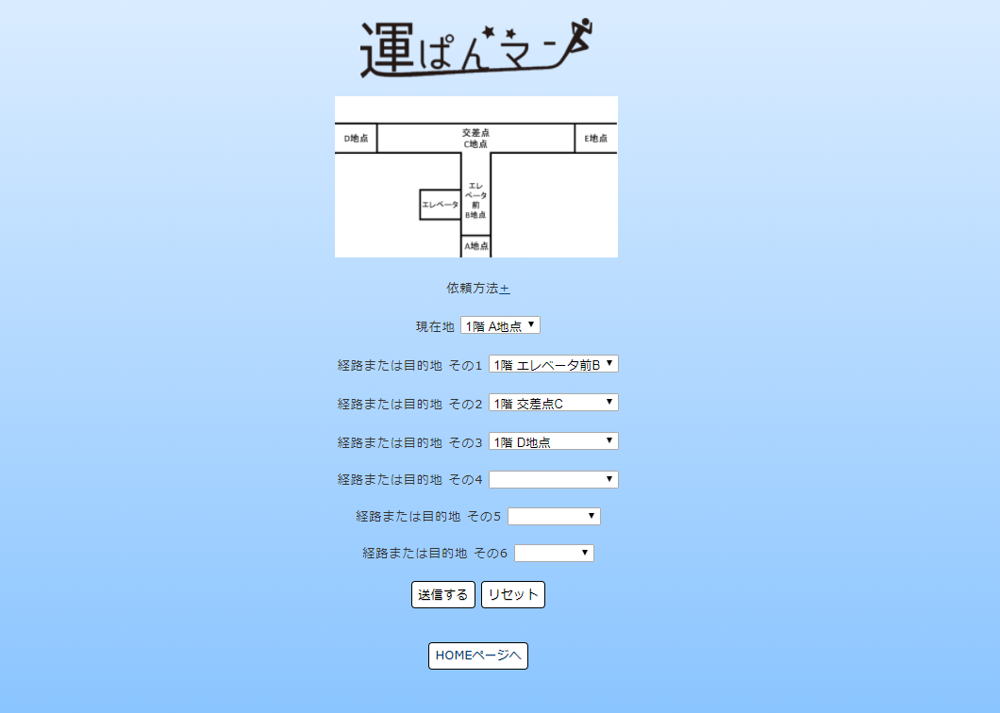 運ぱんマン
D地点
交差点
C地点
E地点
エレベータ
エレ
ベータ
前
B地点
A地点
依頼方法+
現在地 1階 A地点
経路または目的地 その1 1階 エレベータ前B
経路または目的地 その2 1階 交差点C
経路または目的地 その3 1階 D地点
経路または目的地 その4
経路または目的地 その5
経路または目的地 その6
送信する リセット
HOMEページへ